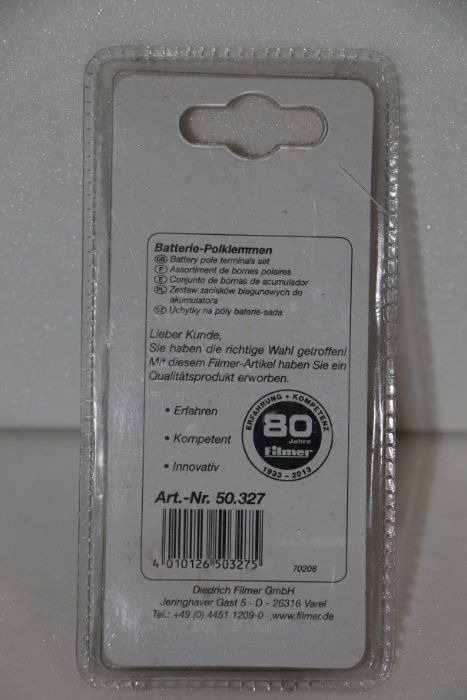 Batterie-Polklemmen
GB Battery pole terminals set
F Assortiment de bornes polaires
E Conjunto de bornas de acumulador
PL Zestaw zacisków biegunowych do
akumulatora
CZ Uchytky na póly baterie-sada
Lieber Kunde,
Sie haben die richtige Wahl getroffen!
Mit diesem Filmer-Artikel haben Sie ein
Qualitätsprodukt erworben.
• Erfahren
• Kompetent
• Innovativ
ERFAHRUNG + KOMPETENZ
80
Jahre
Filmer
1933 - 2013
Art.-Nr. 50.327
4 010126 503275
70208
Diedrich Filmer GmbH
Jeringhaver Gast 5 · D - 26316 Varel
Tel.: +49 (0) 4451 1209-0 · www.filmer.de